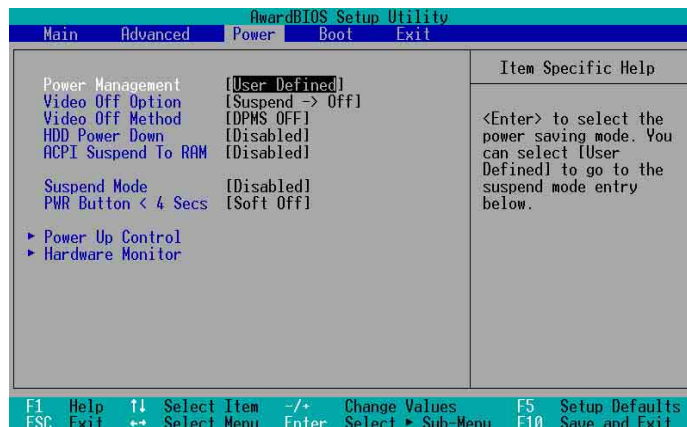 AwardBIOS Setup Utility
Main Advanced Power Boot Exit
Power Management [User Defined]
Video Off Option [Suspend -> Off]
Video Off Method [DPMS OFF]
HDD Power Down [Disabled]
ACPI Suspend To RAM [Disabled]
Suspend Mode [Disabled]
PWR Button < 4 Secs [Soft Off]
▸ Power Up Control
▸ Hardware Monitor
Item Specific Help
<Enter> to select the
power saving mode. You
can select [User
Defined] to go to the
suspend mode entry
below.
F1 Help ↑↓ Select Item -/+ Change Values F5 Setup Defaults
ESC Exit ↔ Select Menu Enter Select ▸ Sub-Menu F10 Save and Exit